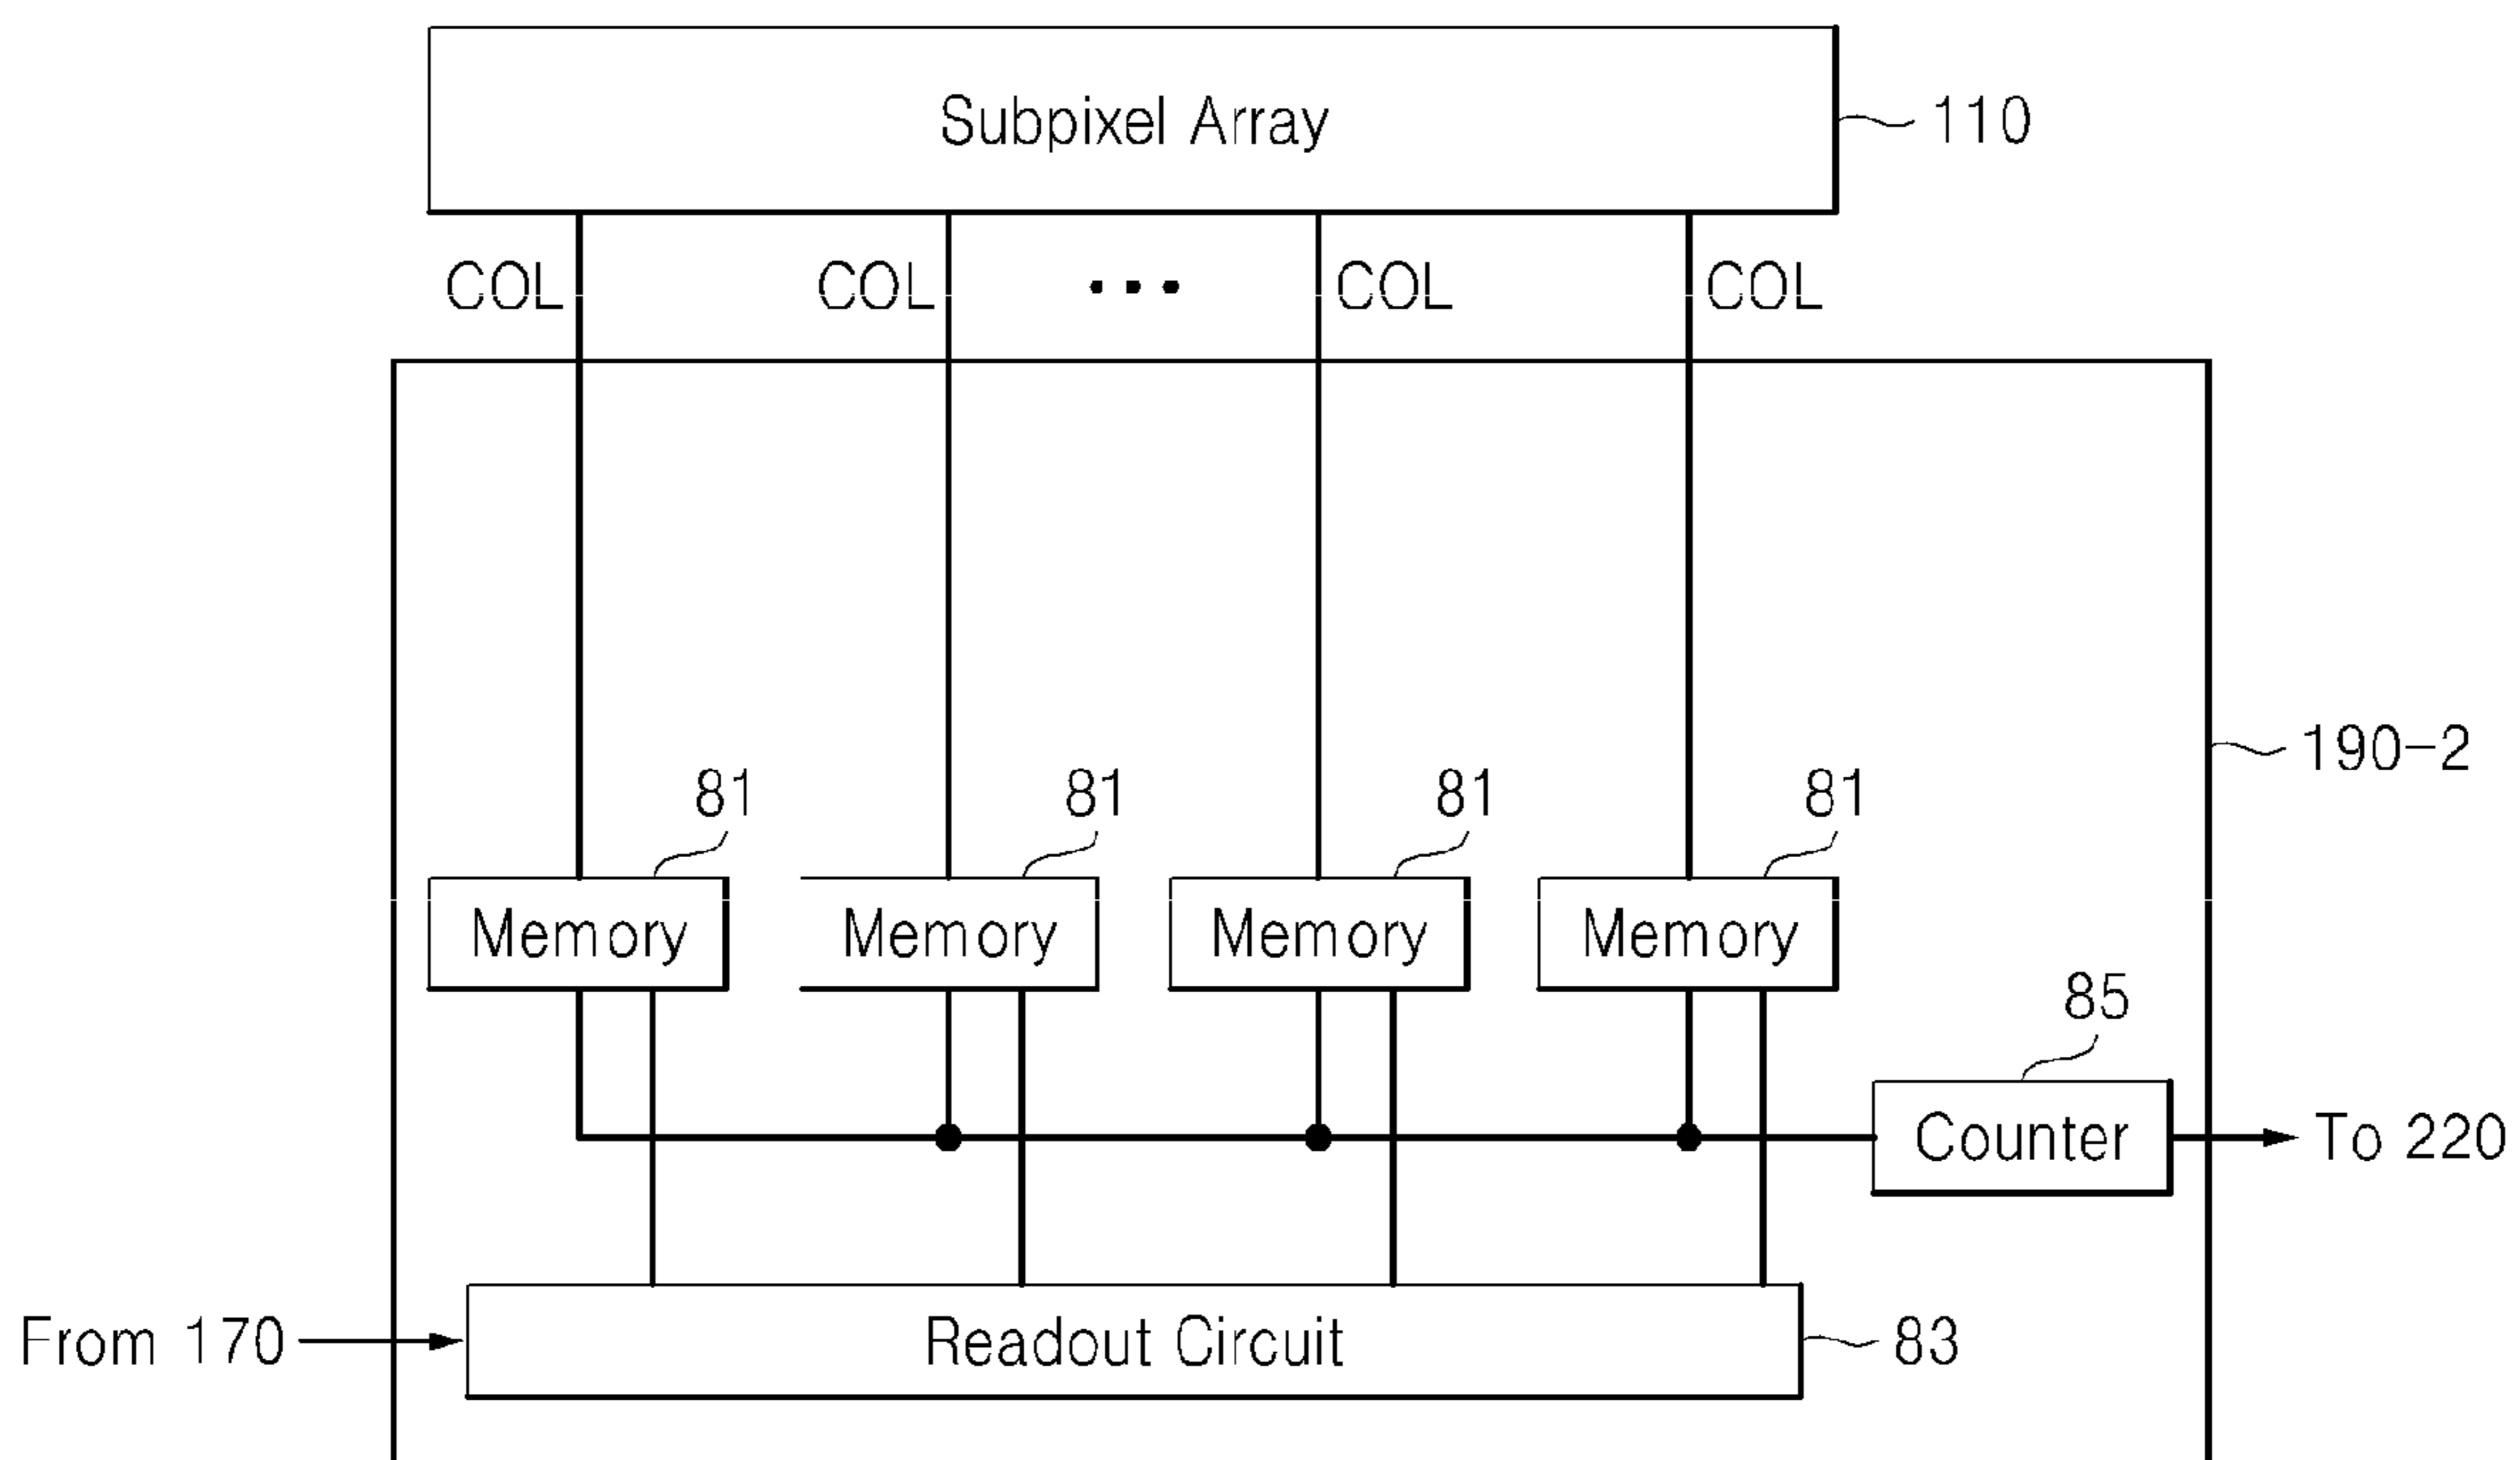 Subpixel Array
110
COL COL ... COL COL
190-2
81 81 81 81
Memory Memory Memory Memory
85
Counter
To 220
From 170
Readout Circuit
83